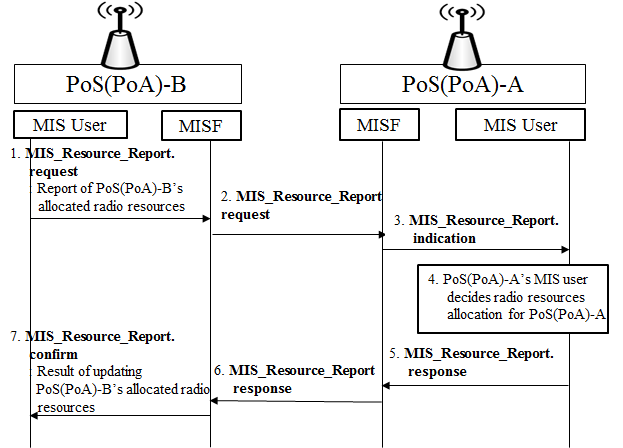 PoS(PoA)-B
PoS(PoA)-A
MIS User
MISF
MISF
MIS User
1. MIS_Resource_Report.
request
: Report of PoS(PoA)-B's
allocated radio resources
2. MIS_Resource_Report
request
3. MIS_Resource_Report.
indication
4. PoS(PoA)-A's MIS user
decides radio resources
allocation for PoS(PoA)-A
5. MIS_Resource_Report.
response
6. MIS_Resource_Report
response
7. MIS_Resource_Report.
confirm
: Result of updating
PoS(PoA)-B's allocated radio
resources